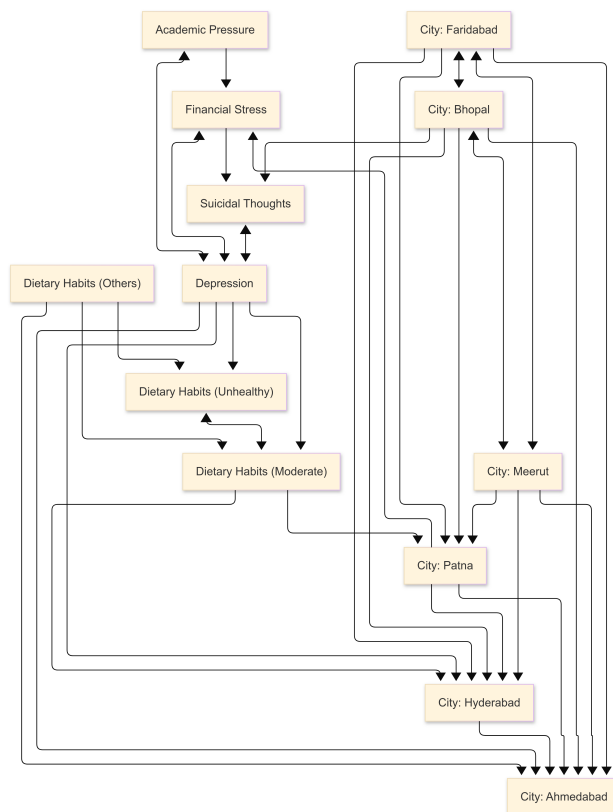 Academic Pressure
City: Faridabad
Financial Stress
City: Bhopal
Suicidal Thoughts
Dietary Habits (Others)
Depression
Dietary Habits (Unhealthy)
Dietary Habits (Moderate)
City: Meerut
City: Patna
City: Hyderabad
City: Ahmedabad